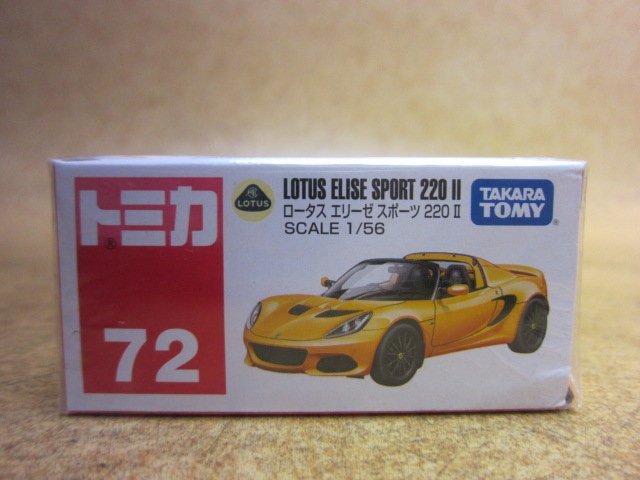 トミカ
®
72
LOTUS
LOTUS ELISE SPORT 220 II
ロータス エリーゼ スポーツ 220 II
SCALE 1/56
TAKARA
TOMY